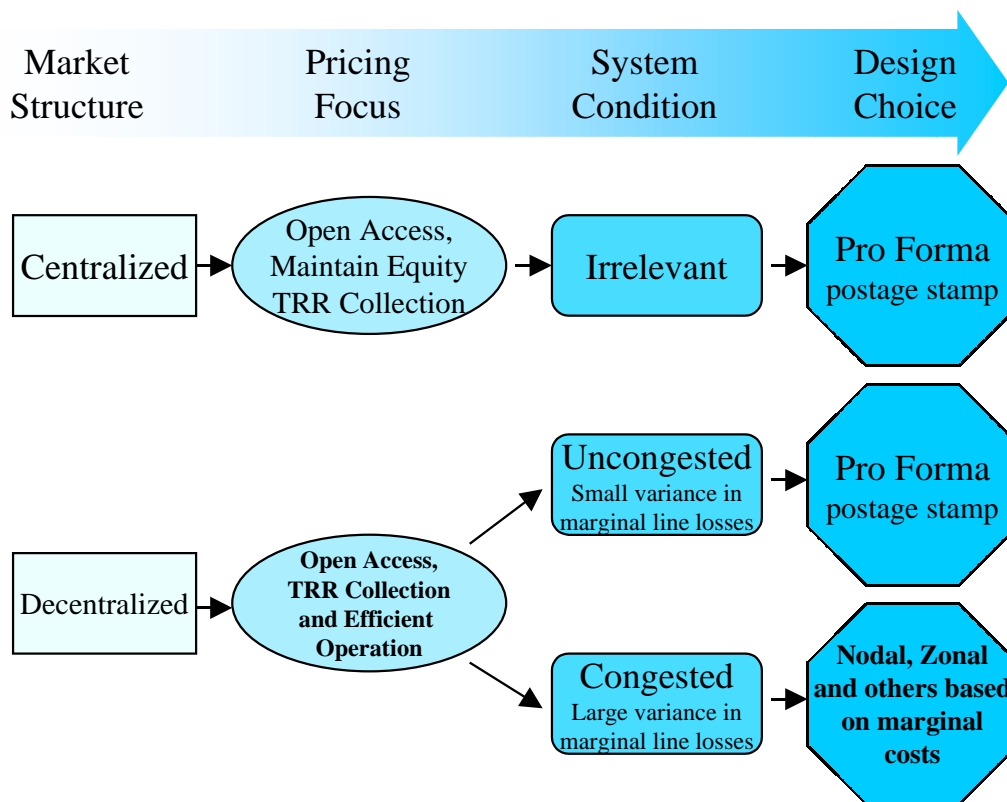 Market
Structure
Pricing
Focus
System
Condition
Design
Choice
Centralized
Open Access,
Maintain Equity
TRR Collection
Irrelevant
Pro Forma
postage stamp
Decentralized
Open Access,
TRR Collection
and Efficient
Operation
Uncongested
Small variance in
marginal line losses
Pro Forma
postage stamp
Congested
Large variance in
marginal line losses
Nodal, Zonal
and others based
on marginal
costs